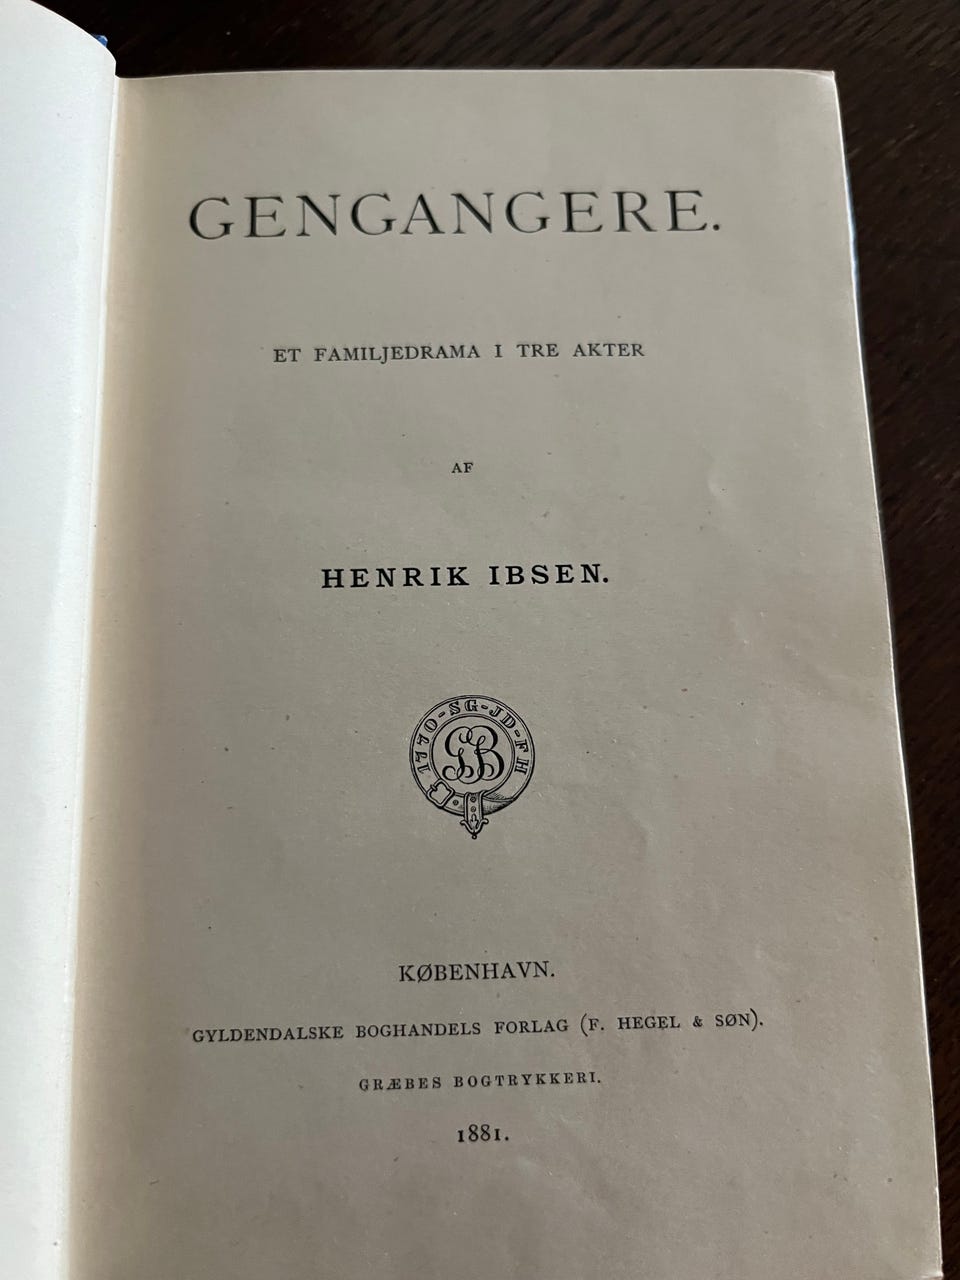 GENGANGERE.
ET FAMILJEDRAMA I TRE AKTER
AF
HENRIK IBSEN.
1770-SG-JD-FH
GB
KØBENHAVN.
GYLDENDALSKE BOGHANDELS FORLAG (F. HEGEL & SØN).
GRÆBES BOGTRYKKERI.
1881.